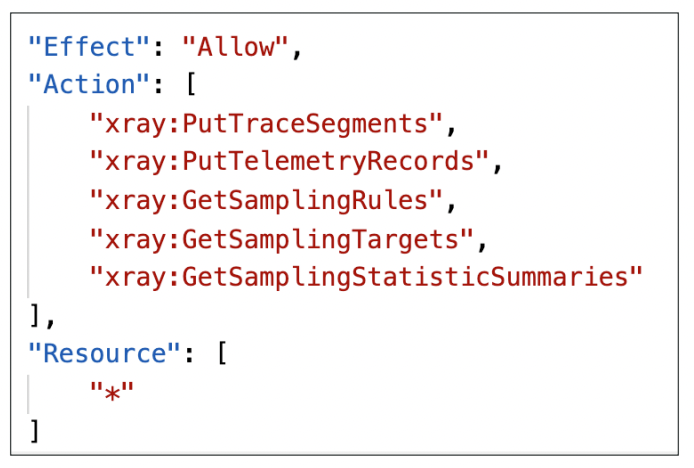 "Effect": "Allow",
"Action": [
    "xray:PutTraceSegments",
    "xray:PutTelemetryRecords",
    "xray:GetSamplingRules",
    "xray:GetSamplingTargets",
    "xray:GetSamplingStatisticSummaries"
],
"Resource": [
    "*"
]